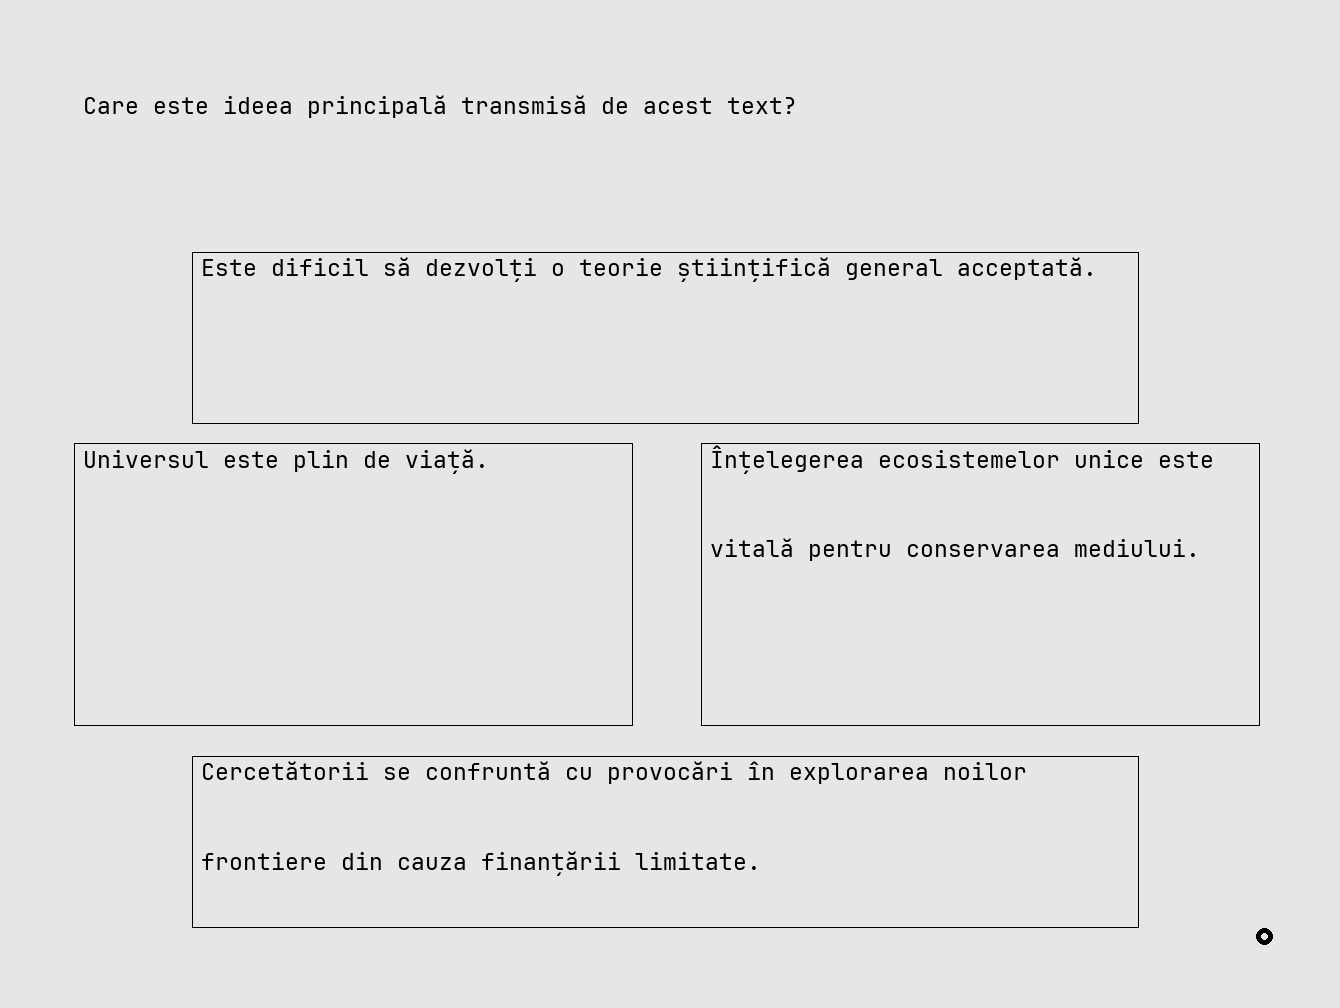 Care este ideea principală transmisă de acest text?
Este dificil să dezvolți o teorie științifică general acceptată.
Universul este plin de viață.
Înțelegerea ecosistemelor unice este
vitală pentru conservarea mediului.
Cercetătorii se confruntă cu provocări în explorarea noilor
frontiere din cauza finanțării limitate.